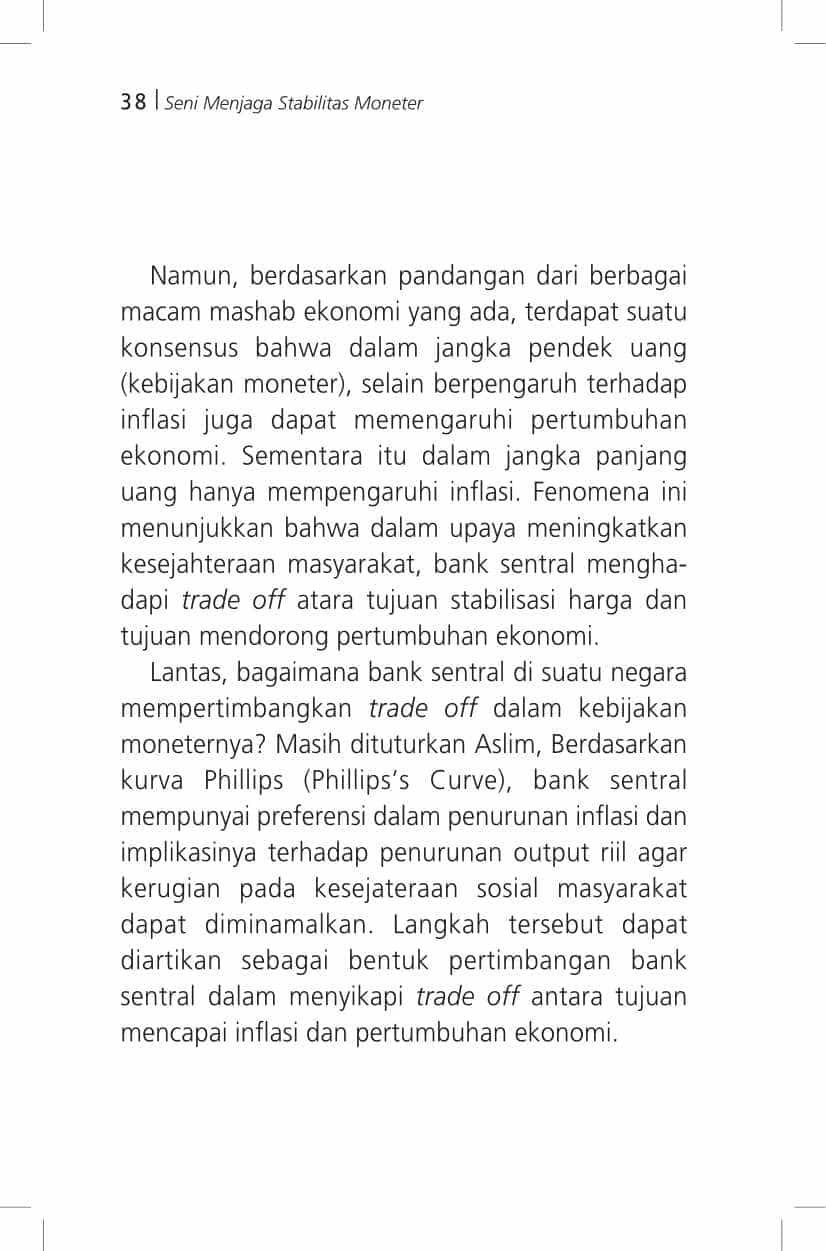 38 | Seni Menjaga Stabilitas Moneter
Namun, berdasarkan pandangan dari berbagai
macam mashab ekonomi yang ada, terdapat suatu
konsensus bahwa dalam jangka pendek uang
(kebijakan moneter), selain berpengaruh terhadap
inflasi juga dapat memengaruhi pertumbuhan
ekonomi. Sementara itu dalam jangka panjang
uang hanya mempengaruhi inflasi. Fenomena ini
menunjukkan bahwa dalam upaya meningkatkan
kesejahteraan masyarakat, bank sentral mengha-
dapi trade off atara tujuan stabilisasi harga dan
tujuan mendorong pertumbuhan ekonomi.
Lantas, bagaimana bank sentral di suatu negara
mempertimbangkan trade off dalam kebijakan
moneternya? Masih dituturkan Aslim, Berdasarkan
kurva Phillips (Phillips’s Curve), bank sentral
mempunyai preferensi dalam penurunan inflasi dan
implikasinya terhadap penurunan output riil agar
kerugian pada kesejateraan sosial masyarakat
dapat diminamalkan. Langkah tersebut dapat
diartikan sebagai bentuk pertimbangan bank
sentral dalam menyikapi trade off antara tujuan
mencapai inflasi dan pertumbuhan ekonomi.